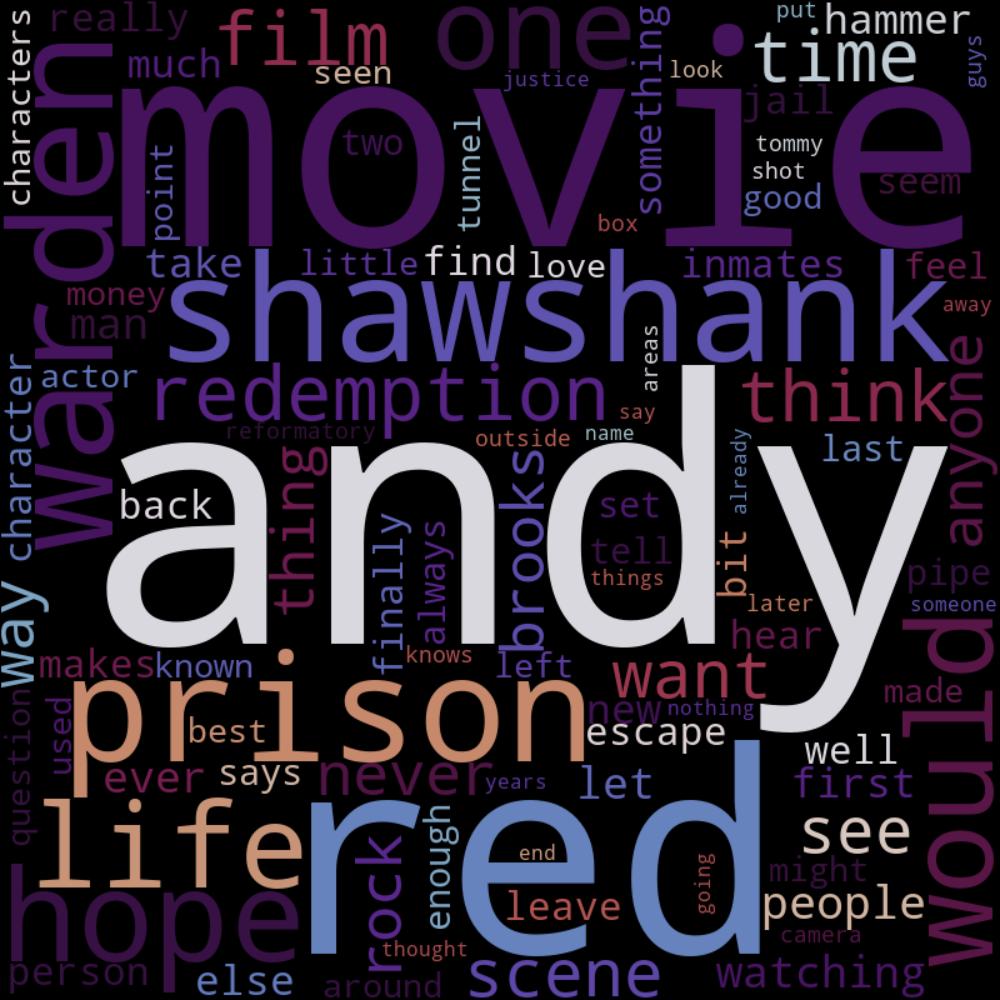 really
film
one
put
hammer
characters
much
seen
justice
something
look
time
guys
movie
warden
two
tunnel
jail
tommy
shot
seem
point
box
good
take
little
find
love
inmates
feel
money
shawshank
away
man
areas
actor
redemption
think
anyone
character
reformatory
outside
say
name
already
last
andy
back
thing
finally
always
brooks
set
tell
things
bit
pipe
later
someone
way
makes
known
knows
left
want
hear
would
question
used
prison
best
new
nothing
escape
made
well
ever
says
never
years
let
first
life
red
rock
enough
end
leave
going
see
might
people
hope
thought
camera
person
else
around
scene
watching